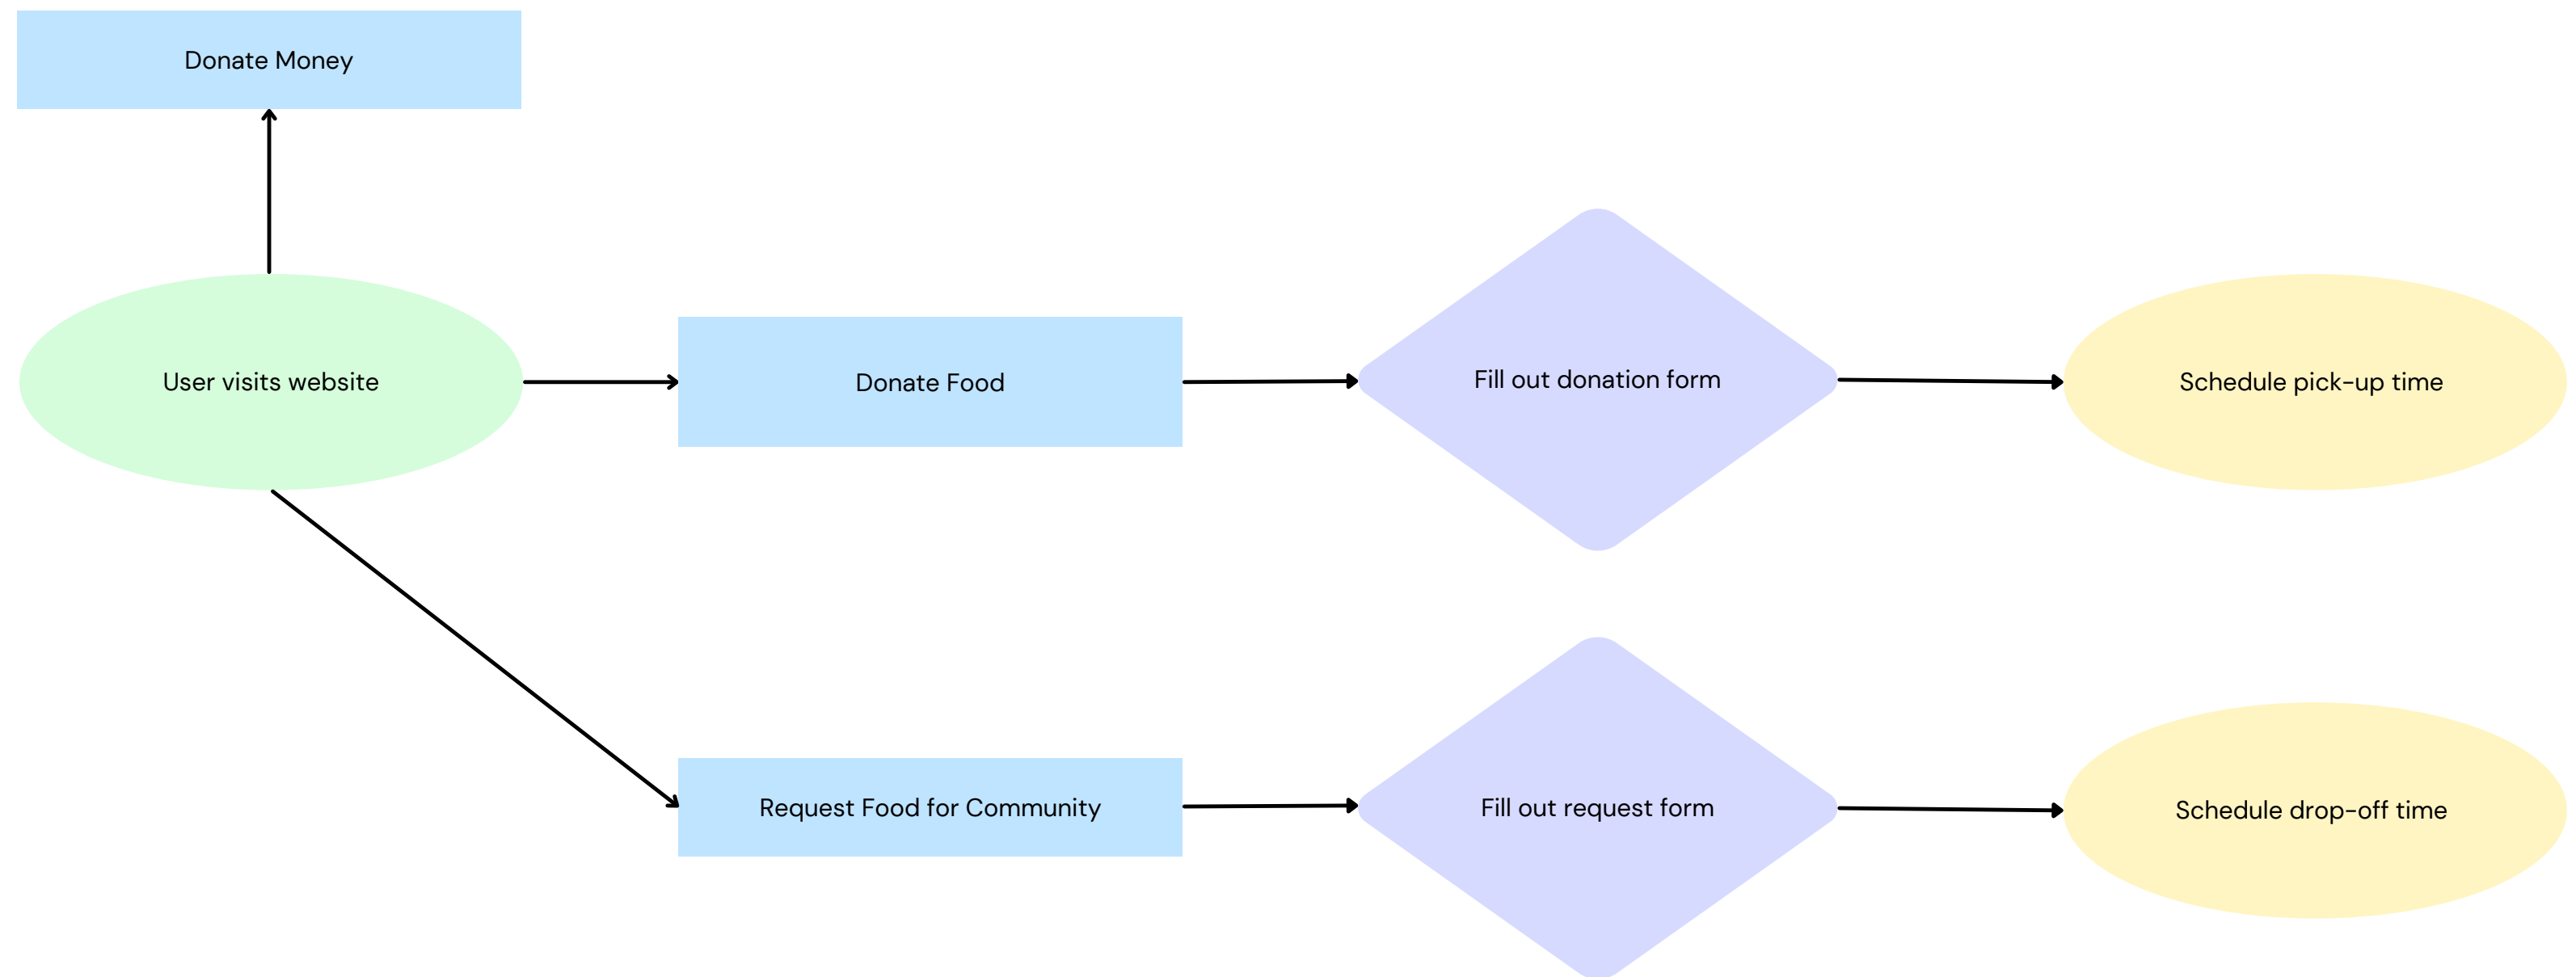 Donate Money
User visits website
Donate Food
Fill out donation form
Schedule pick-up time
Request Food for Community
Fill out request form
Schedule drop-off time